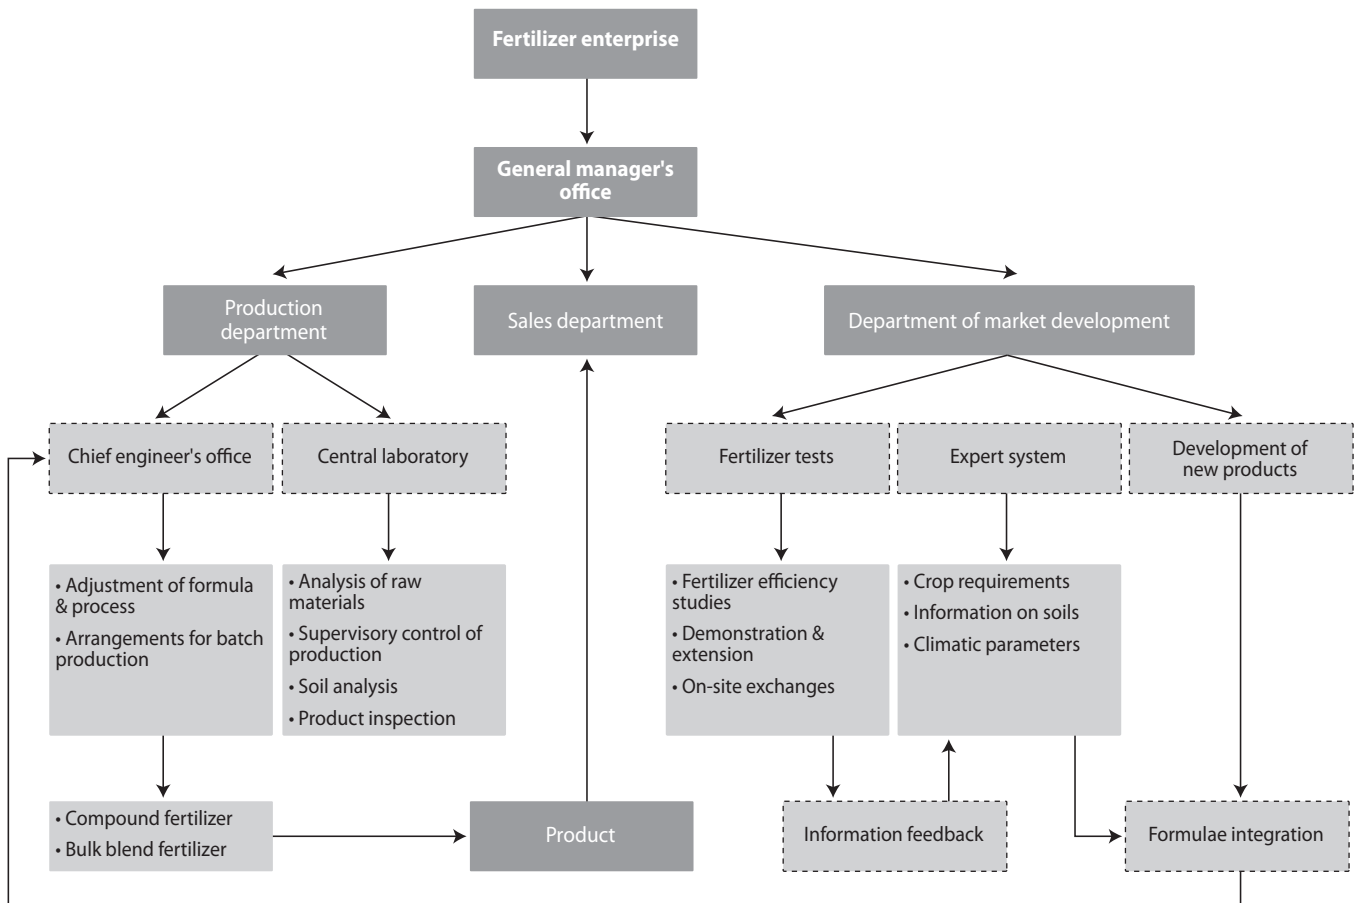 Fertilizer enterprise
General manager's
office
Production
department
Sales department
Department of market development
Chief engineer's office
Central laboratory
Fertilizer tests
Expert system
Development of
new products
• Adjustment of formula
& process
• Arrangements for batch
production
• Analysis of raw
materials
• Supervisory control of
production
• Soil analysis
• Product inspection
• Fertilizer efficiency
studies
• Demonstration &
extension
• On-site exchanges
• Crop requirements
• Information on soils
• Climatic parameters
• Compound fertilizer
• Bulk blend fertilizer
Product
Information feedback
Formulae integration